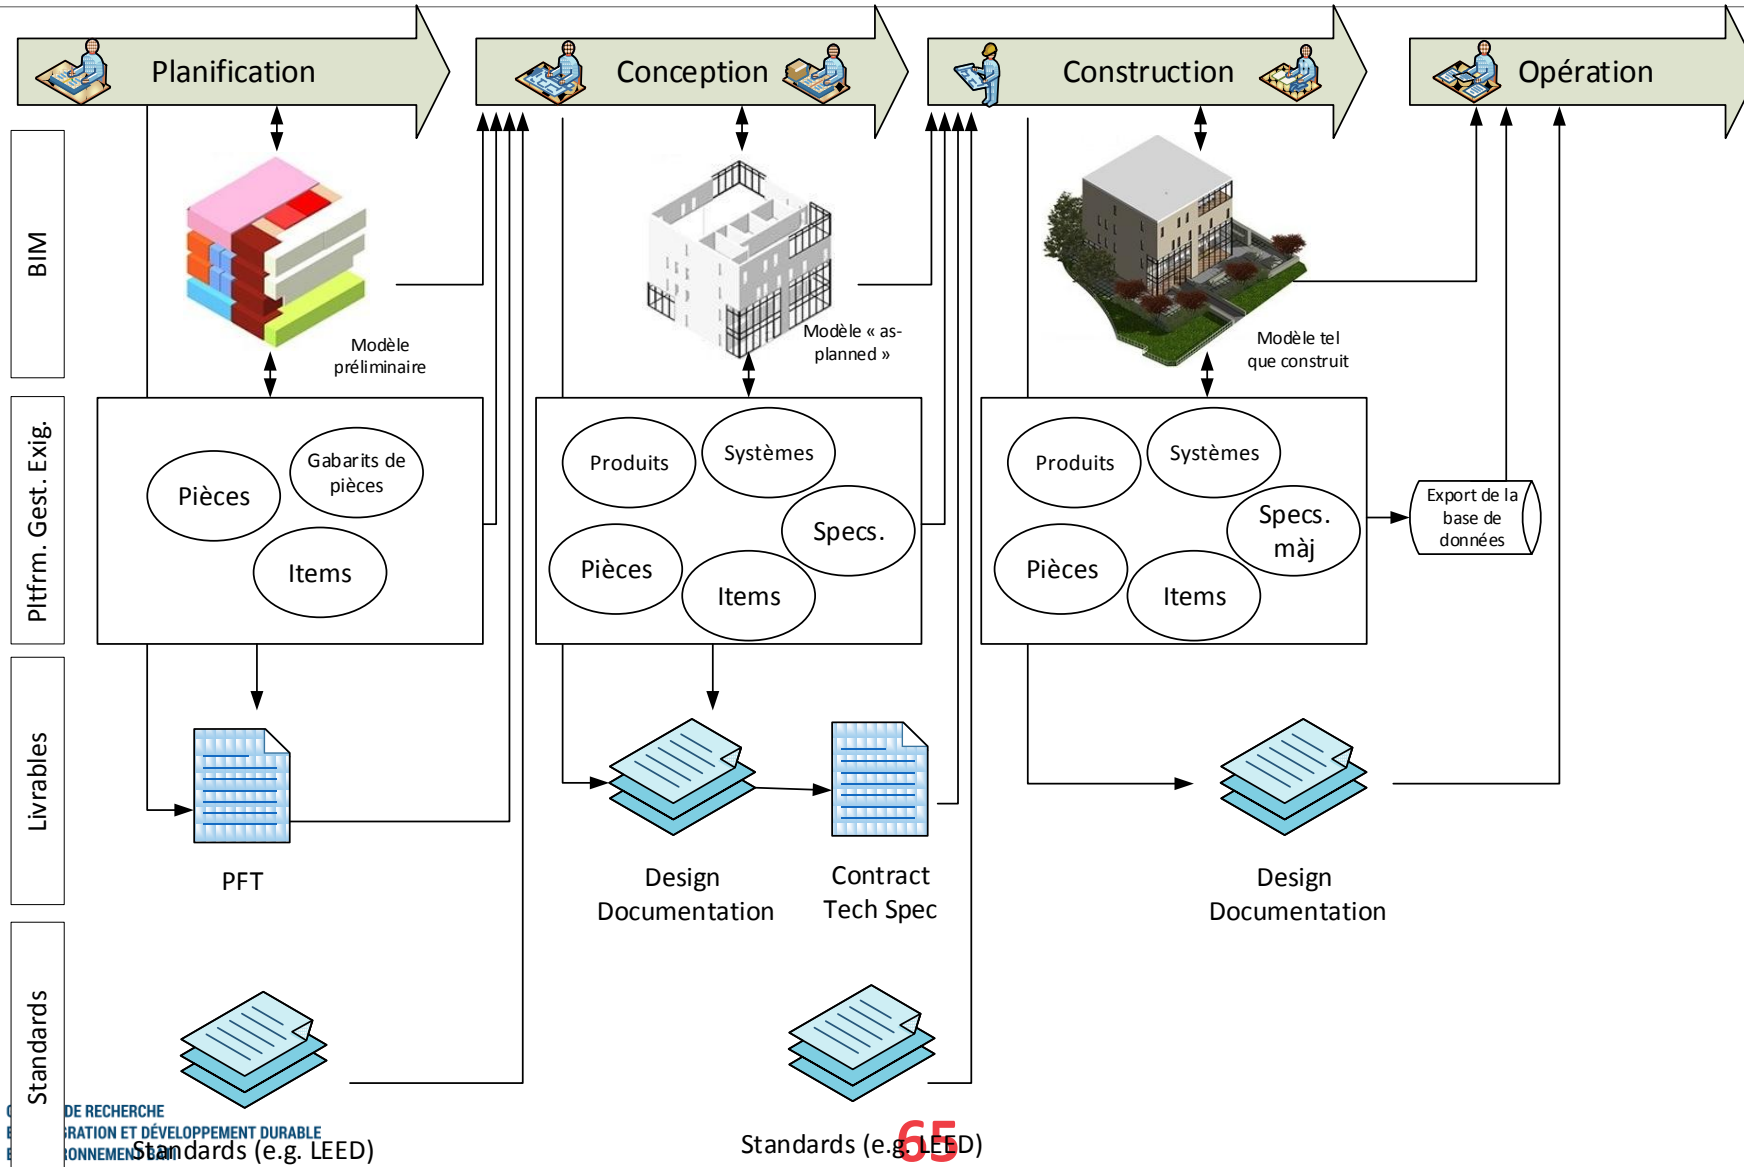 Planification
Conception
Construction
Opération
BIM
Modèle
préliminaire
Modèle « as-
planned »
Modèle tel
que construit
Pltfrm. Gest. Exig.
Pièces
Gabarits de
pièces
Items
Produits
Systèmes
Specs.
Pièces
Items
Produits
Systèmes
Specs.
màj
Pièces
Items
Export de la
base de
données
Livrables
PFT
Design
Documentation
Contract
Tech Spec
Design
Documentation
Standards
DE RECHERCHE
ET DÉVELOPPEMENT DURABLE
Standards (e.g. LEED)
Standards (e.g. LEED)
65